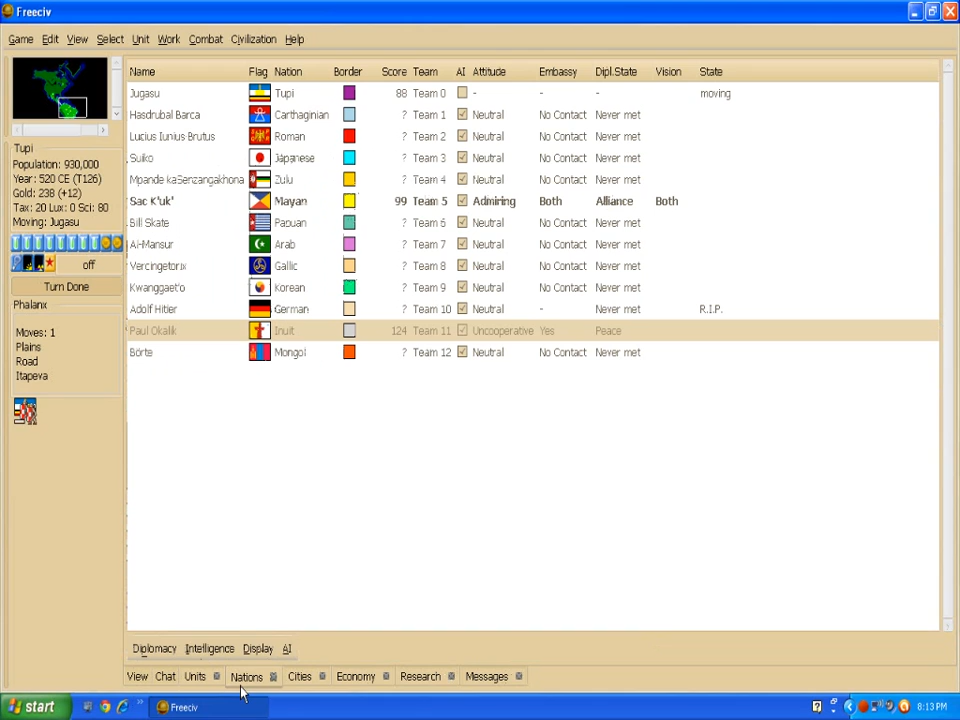 Freeciv
Game Edit View Select Unit Work Combat Civilization Help
Name Flag Nation Border Score Team AI Attitude Embassy Dipl.State Vision State
Jugasu Tupi 88 Team 0 - - - - moving
Hasdrubal Barca Carthaginian ? Team 1 Neutral No Contact Never met
Lucius Iunius Brutus Roman ? Team 2 Neutral No Contact Never met
Suiko Japanese ? Team 3 Neutral No Contact Never met
Mpande kaSenzangakhona Zulu ? Team 4 Neutral No Contact Never met
Sac K'uk' Mayan 99 Team 5 Admiring Both Alliance Both
Bill Skate Papuan ? Team 6 Neutral No Contact Never met
Al-Mansur Arab ? Team 7 Neutral No Contact Never met
Vercingetorix Gallic ? Team 8 Neutral No Contact Never met
Kwanggaet'o Korean ? Team 9 Neutral No Contact Never met
Adolf Hitler German ? Team 10 Neutral - Never met R.I.P.
Paul Okalik Inuit 124 Team 11 Uncooperative Yes Peace
Börte Mongol ? Team 12 Neutral No Contact Never met
Tupi
Population: 930,000
Year: 520 CE (T126)
Gold: 238 (+12)
Tax: 20 Lux: 0 Sci: 80
Moving: Jugasu
off
Turn Done
Phalanx
Moves: 1
Plains
Road
Itapeva
Diplomacy Intelligence Display AI
View Chat Units Nations Cities Economy Research Messages
start Freeciv 8:13 PM